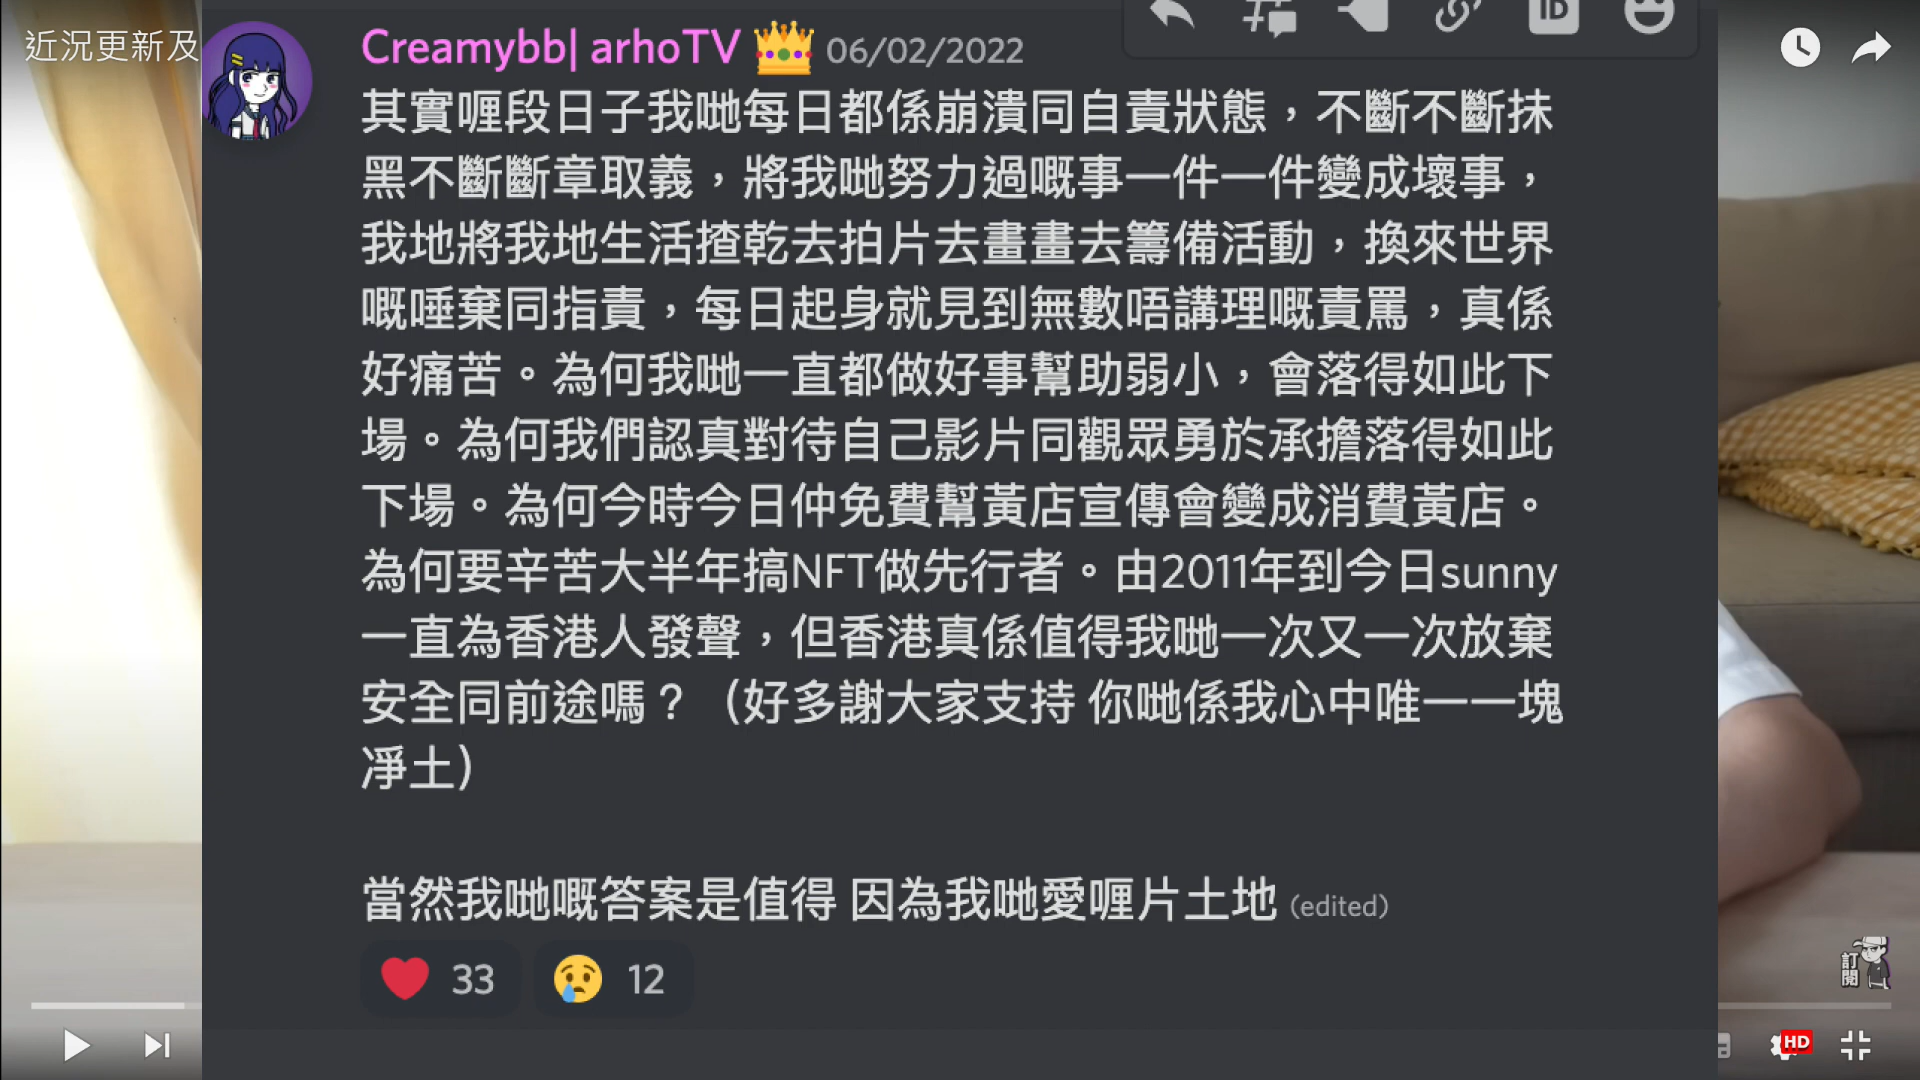 近況更新及
Creamybb| arhoTV 06/02/2022
其實喱段日子我哋每日都係崩潰同自責狀態，不斷不斷抹
黑不斷斷章取義，將我哋努力過嘅事一件一件變成壞事，
我地將我地生活揸乾去拍片去畫畫去籌備活動，換來世界
嘅唾棄同指責，每日起身就見到無數唔講理嘅責罵，真係
好痛苦。為何我哋一直都做好事幫助弱小，會落得如此下
場。為何我們認真對待自己影片同觀眾勇於承擔落得如此
下場。為何今時今日仲免費幫黃店宣傳會變成消費黃店。
為何要辛苦大半年搞NFT做先行者。由2011年到今日sunny
一直為香港人發聲，但香港真係值得我哋一次又一次放棄
安全同前途嗎？（好多謝大家支持 你哋係我心中唯一一塊
凈土）
當然我哋嘅答案是值得 因為我哋愛喱片土地 (edited)
33 12
訂閱
HD
ID